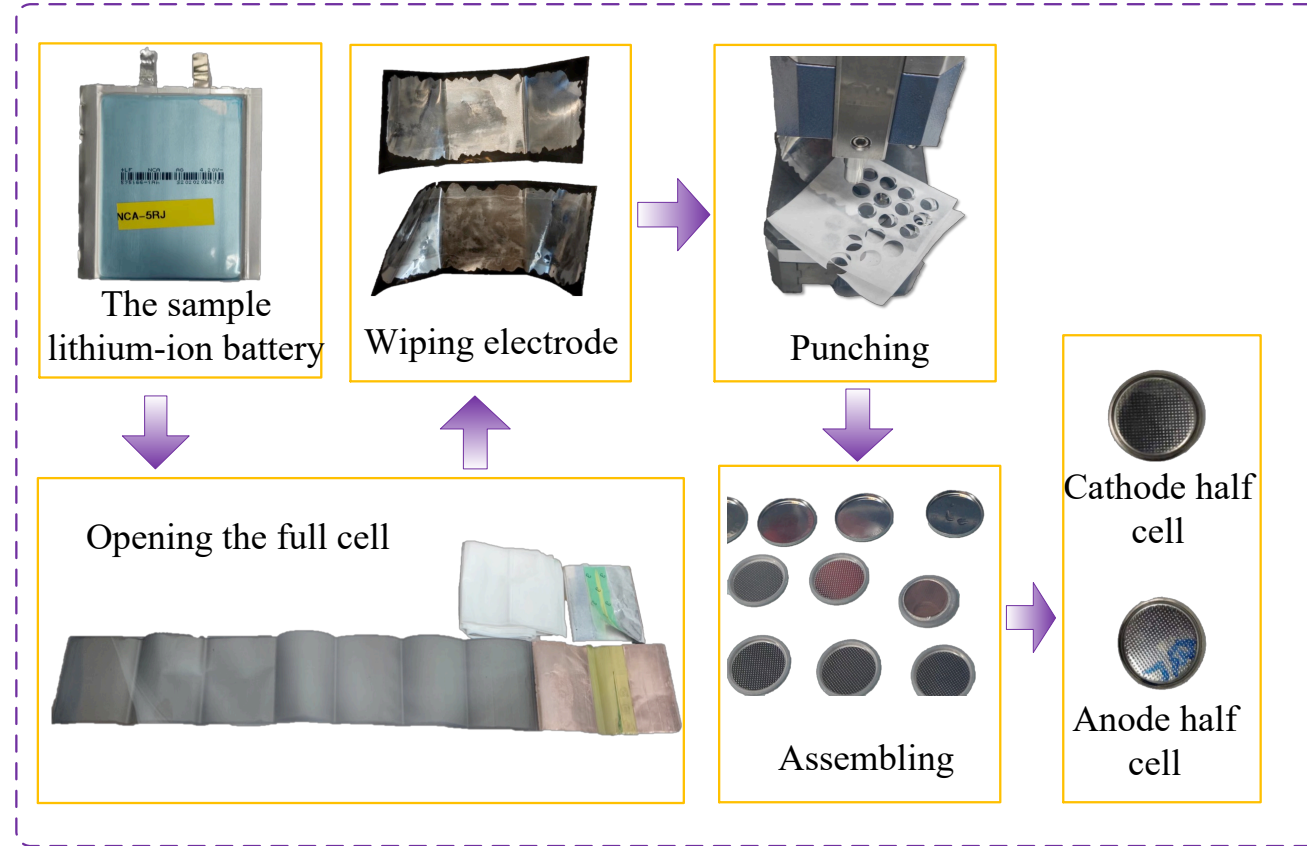 NCA-5RJ
The sample
lithium-ion battery
Opening the full cell
Wiping electrode
Punching
Assembling
Cathode half
cell
Anode half
cell